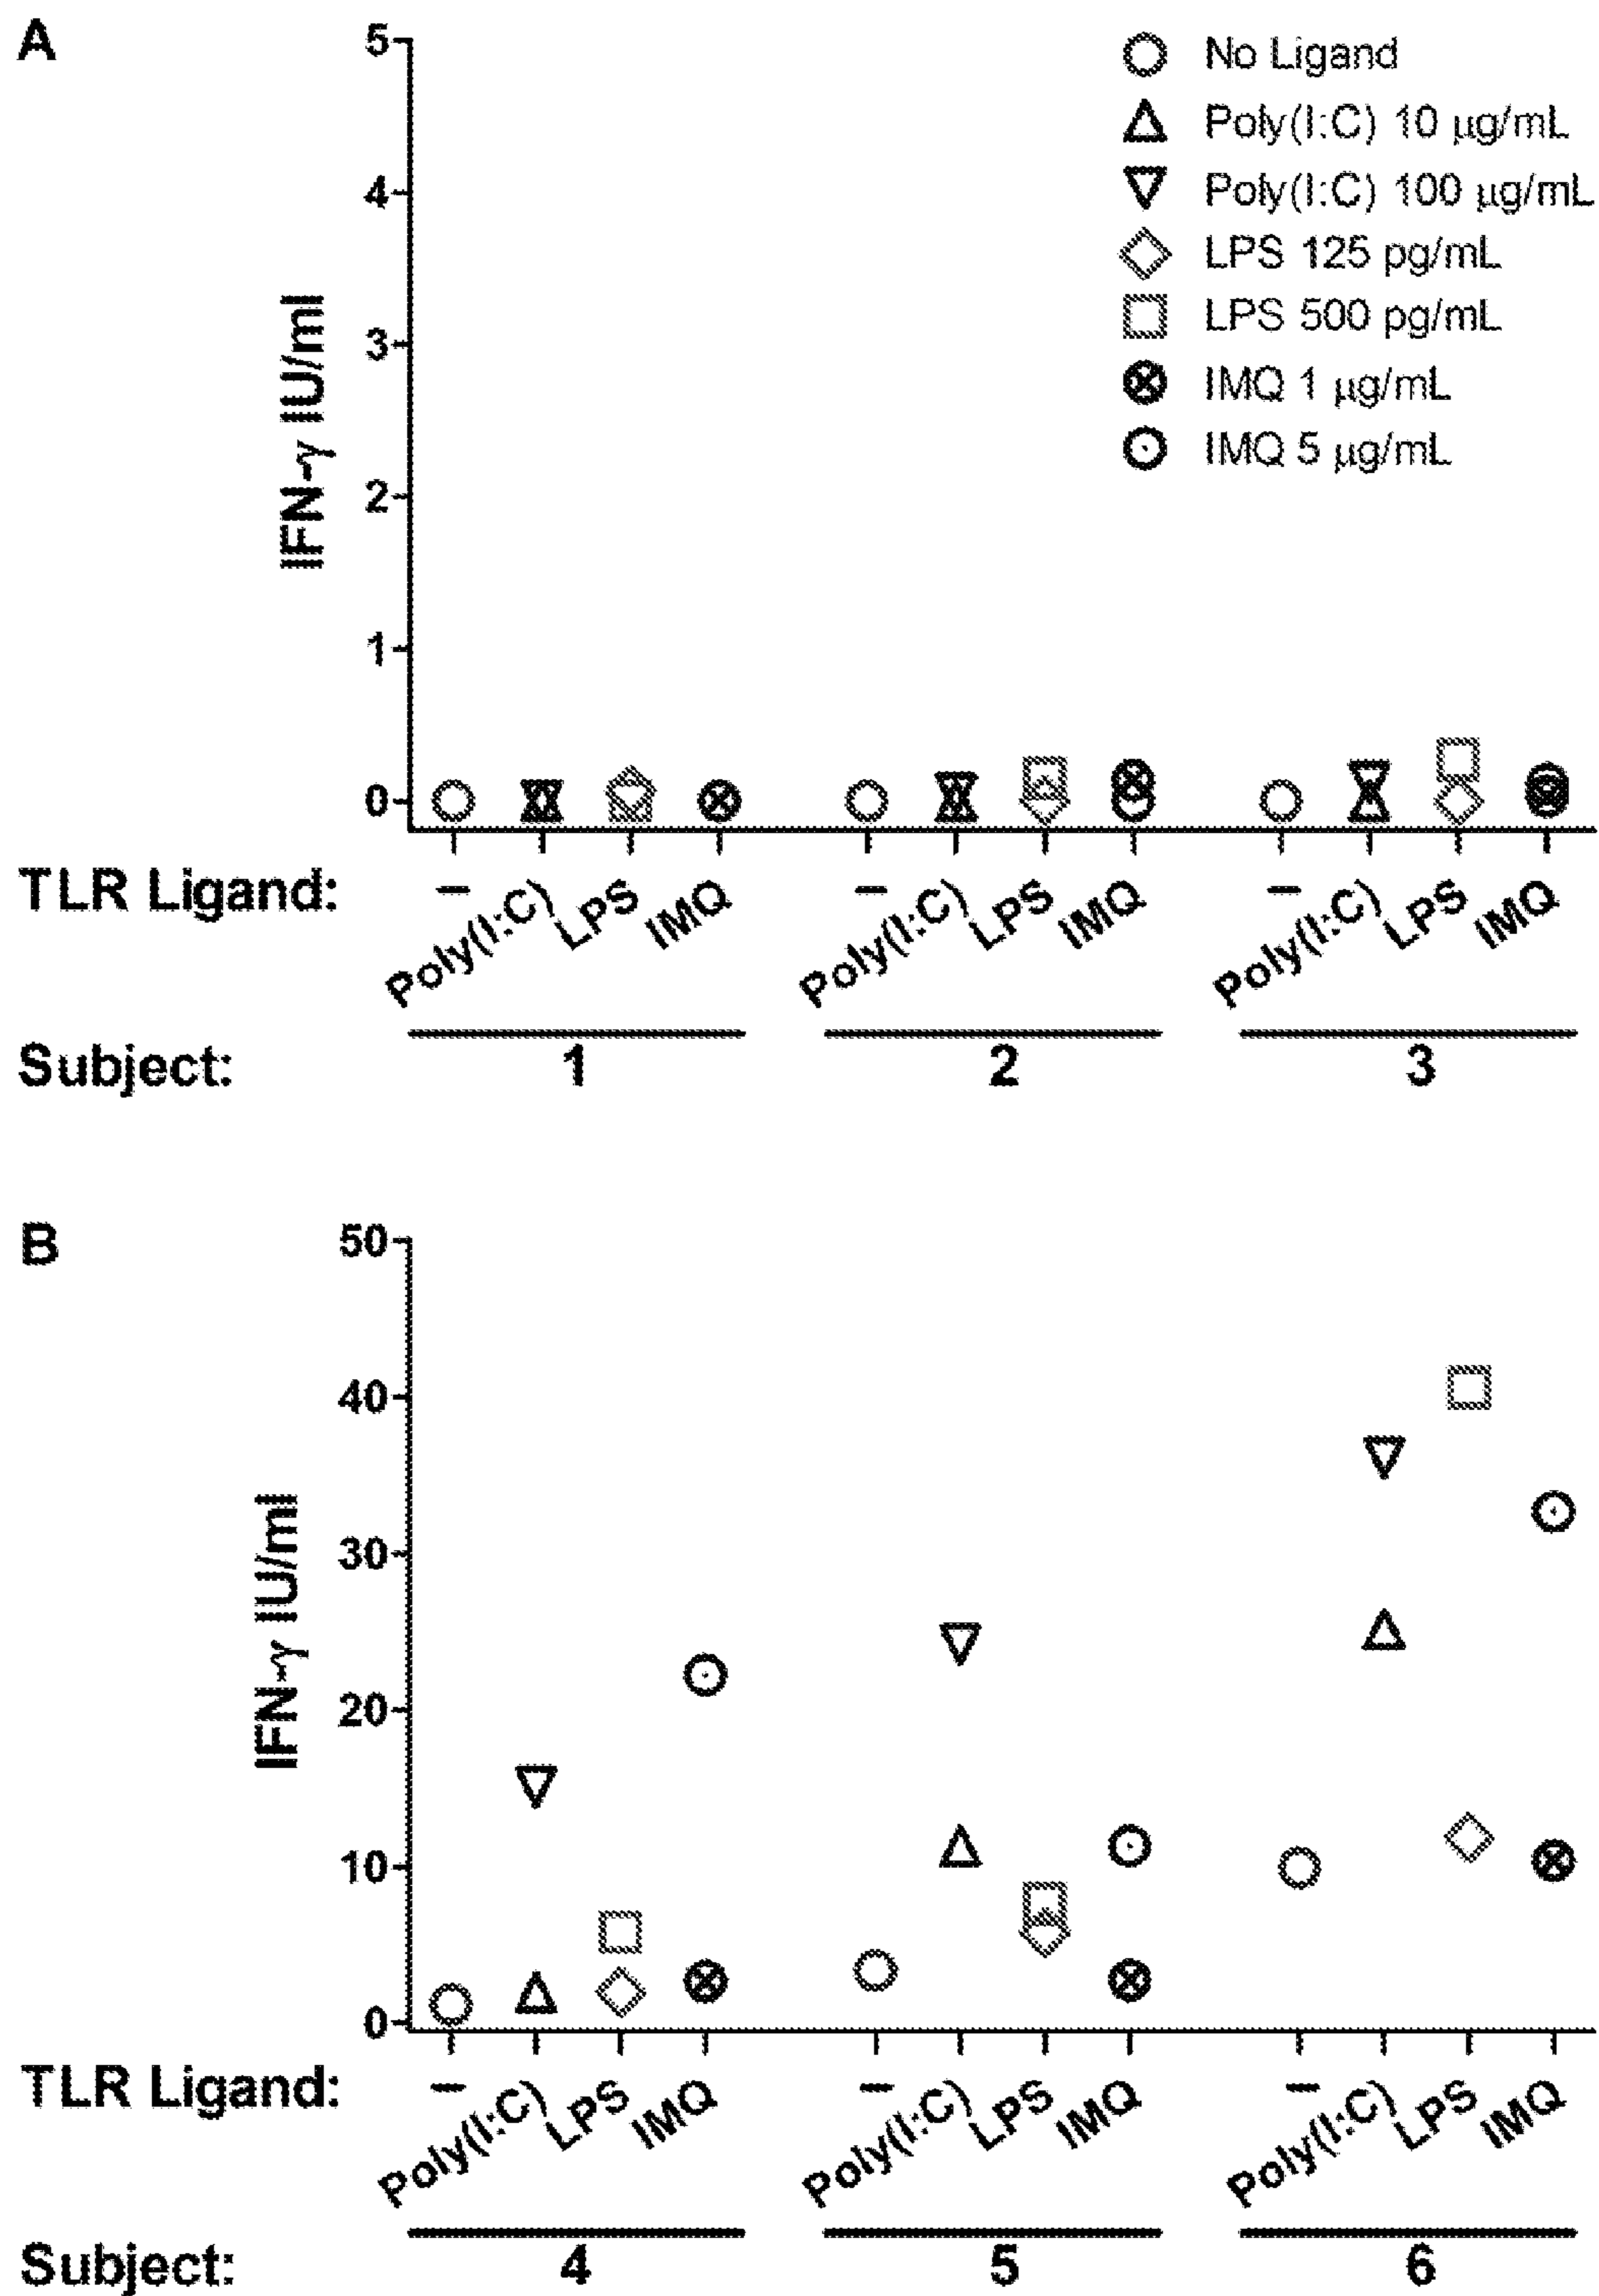 A
5
4
3
2
1
0
IFN-γ IU/ml
No Ligand
Poly(I:C) 10 μg/mL
Poly(I:C) 100 μg/mL
LPS 125 pg/mL
LPS 500 pg/mL
IMQ 1 μg/mL
IMQ 5 μg/mL
TLR Ligand: – Poly(I:C) LPS IMQ – Poly(I:C) LPS IMQ – Poly(I:C) LPS IMQ
Subject: 1 2 3
B
50
40
30
20
10
0
IFN-γ IU/ml
TLR Ligand: – Poly(I:C) LPS IMQ – Poly(I:C) LPS IMQ – Poly(I:C) LPS IMQ
Subject: 4 5 6